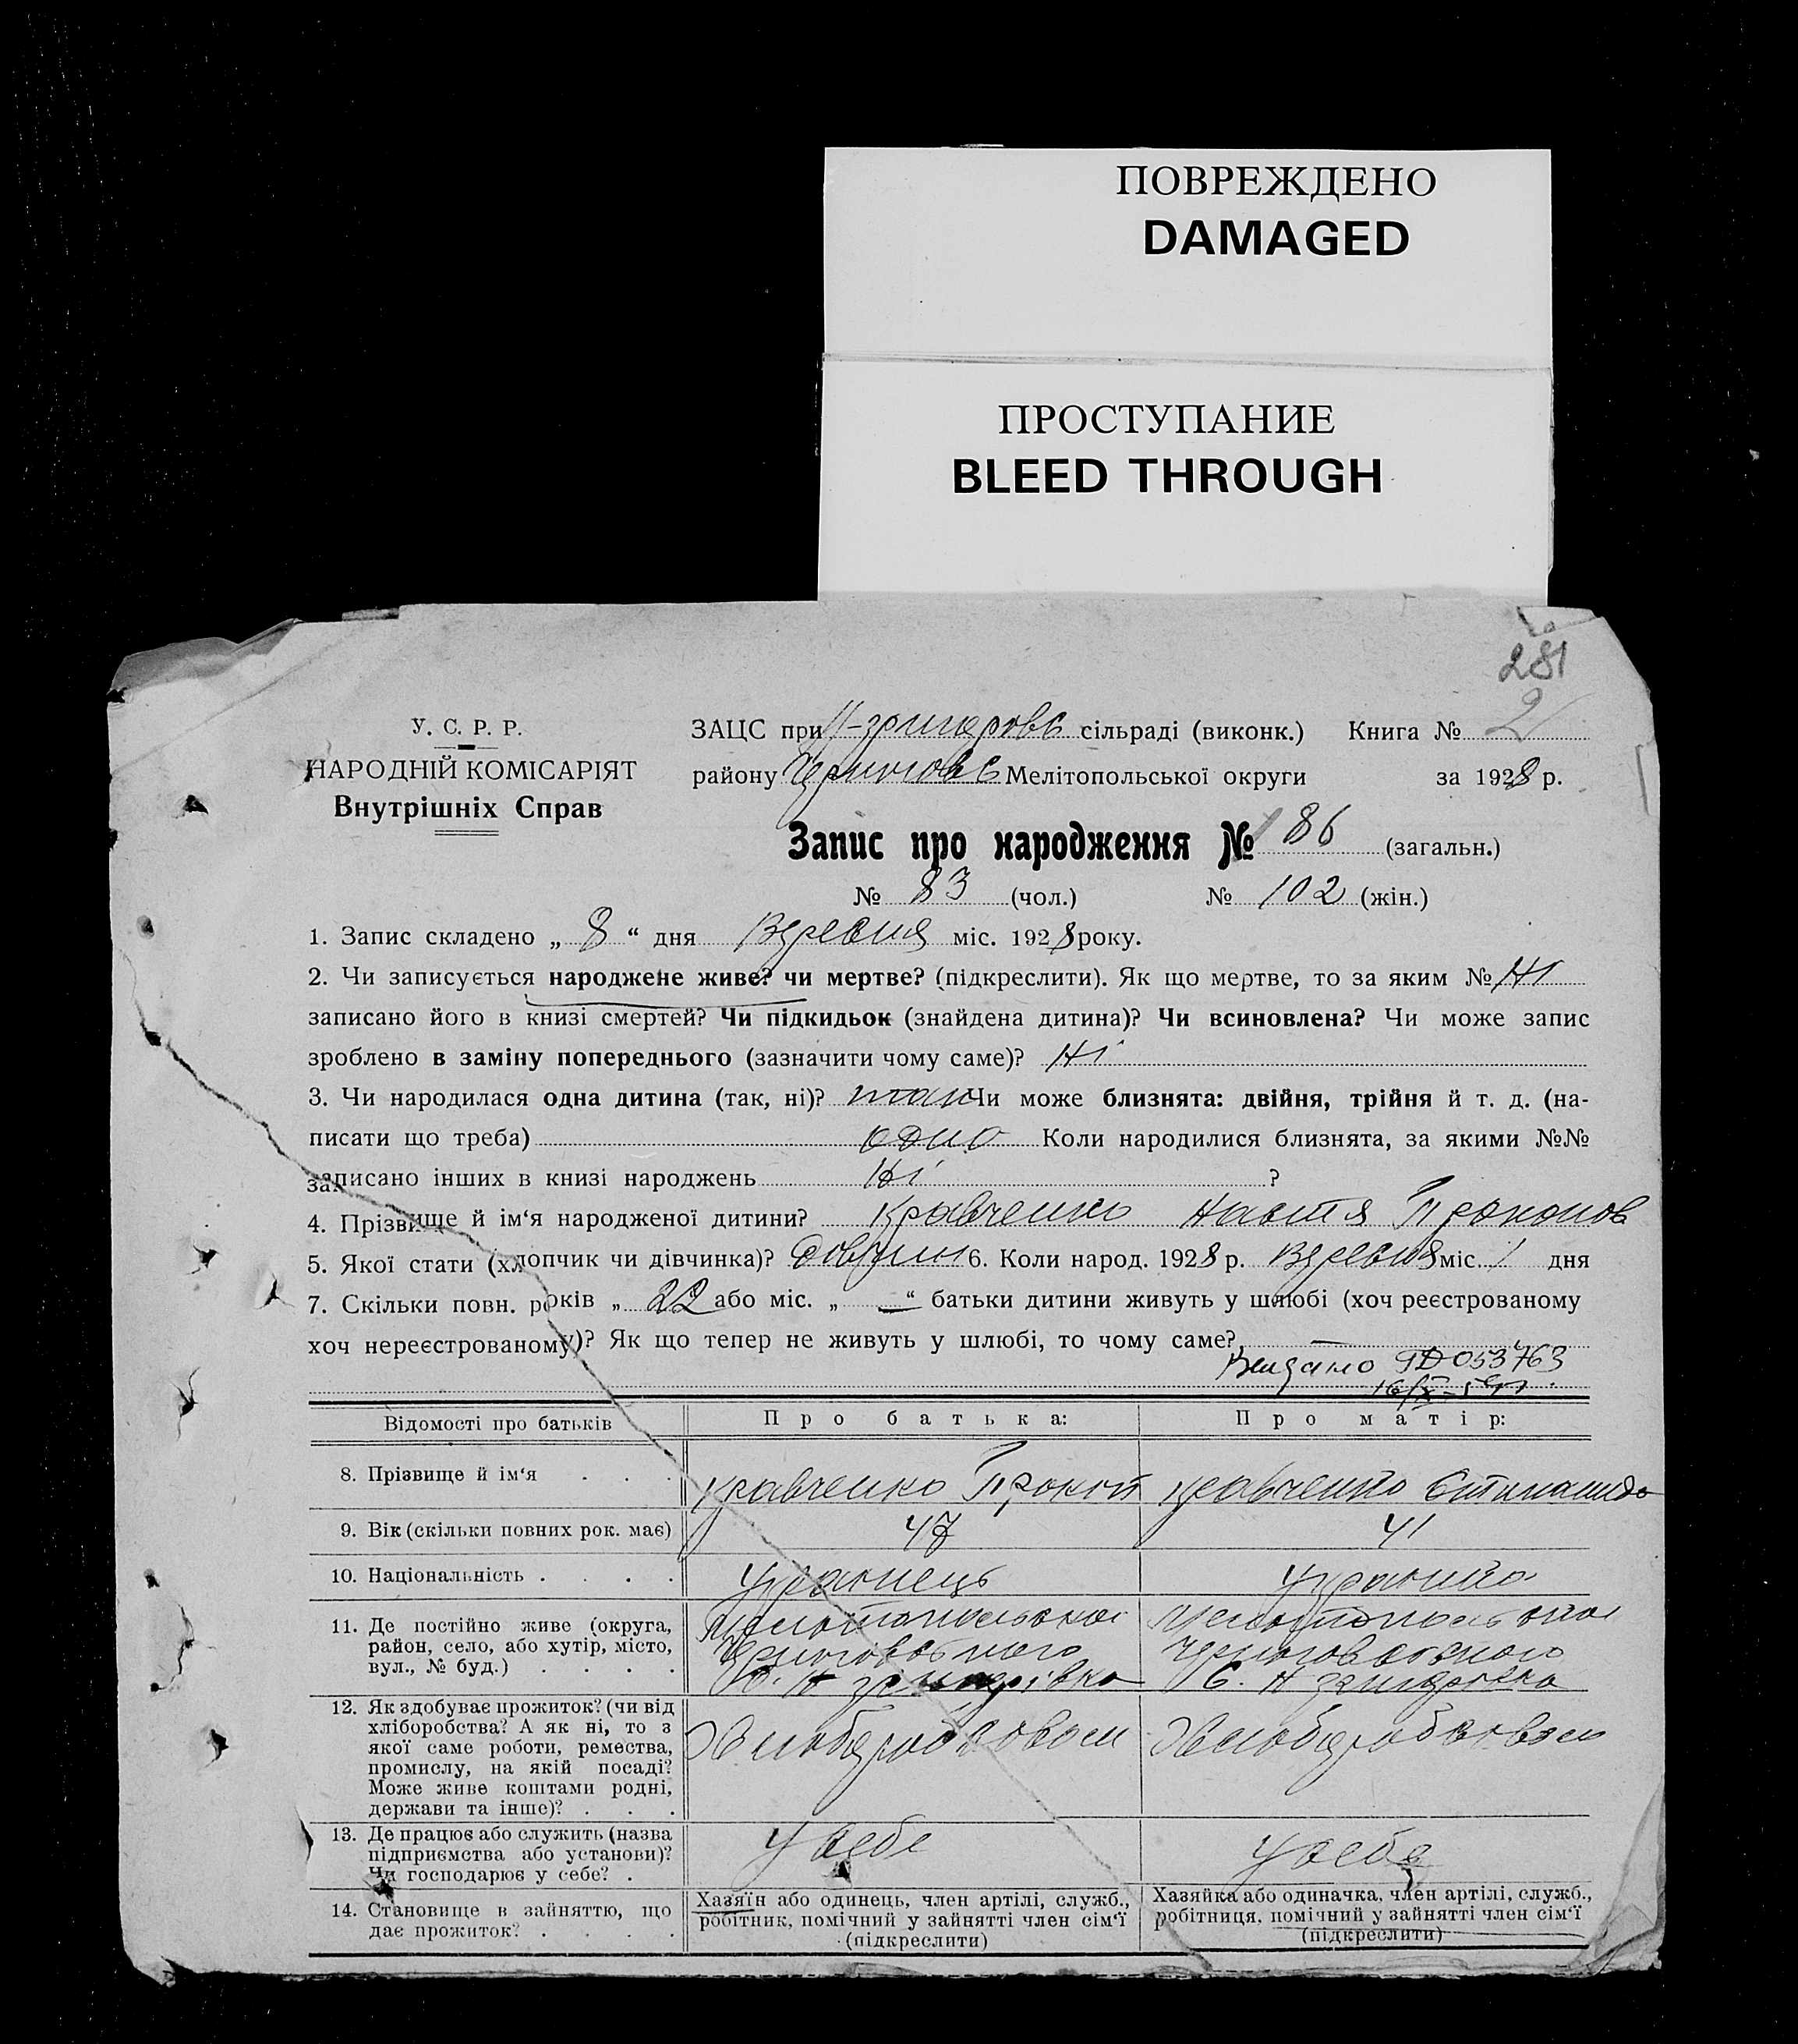 ПОВРЕЖДЕНО
DAMAGED
ПРОСТУПАНИЕ
BLEED THROUGH
281
У. С. Р. Р.
НАРОДНІЙ КОМІСАРІЯТ
Внутрішніх Справ
ЗАЦС при сільраді (виконк.) Книга № 2
району Мелітопольської округи за 1928 р.
Запис про народження № 186 (загальн.)
№ 83 (чол.) № 102 (жін.)
1. Запис складено „ 8 “ дня Вересня міс. 1928 року.
2. Чи записується народжене живе? чи мертве? (підкреслити). Як що мертве, то за яким № Ні
записано його в книзі смертей? Чи підкидьок (знайдена дитина)? Чи всиновлена? Чи може запис
зроблено в заміну попереднього (зазначити чому саме)? Ні
3. Чи народилася одна дитина (так, ні)? так Чи може близнята: двійня, трійня й т. д. (на-
писати що треба) одно Коли народилися близнята, за якими №№
записано інших в книзі народжень Ні ?
4. Прізвище й ім‘я народженої дитини? Кравченко Настя Прокопов
5. Якої стати (хлопчик чи дівчинка)? 6. Коли народ. 1928 р. Вересня міс. 1 дня
7. Скільки повн. років „ 22 або міс. „ — “ батьки дитини живуть у шлюбі (хоч реєстрованому
хоч нереєстрованому)? Як що тепер не живуть у шлюбі, то чому саме? —
053763
Відомості про батьків
Про батька:
Про матір:
8. Прізвище й ім‘я . . .
Кравченко Прокоп
Кравченко
9. Вік (скільки повних рок. має)
47
41
10. Національність . . . .
Українець
Українка
11. Де постійно живе (округа,
район, село, або хутір, місто,
вул., № буд.) . . . .
12. Як здобуває прожиток? (чи від
хліборобства? А як ні, то з
якої саме роботи, ремества,
промислу, на якій посаді?
Може живе коштами родні,
держави та інше)? . . .
13. Де працює або служить (назва
підприємства або установи)?
Чи господарює у себе? .
У себе
У себе
14. Становище в зайняттю, що
дає прожиток? . . . .
Хазяїн або одинець, член артілі, служб.,
робітник, помічний у зайнятті член сім‘ї
(підкреслити)
Хазяйка або одиначка, член артілі, служб.,
робітниця, помічний у зайнятті член сім‘ї
(підкреслити)